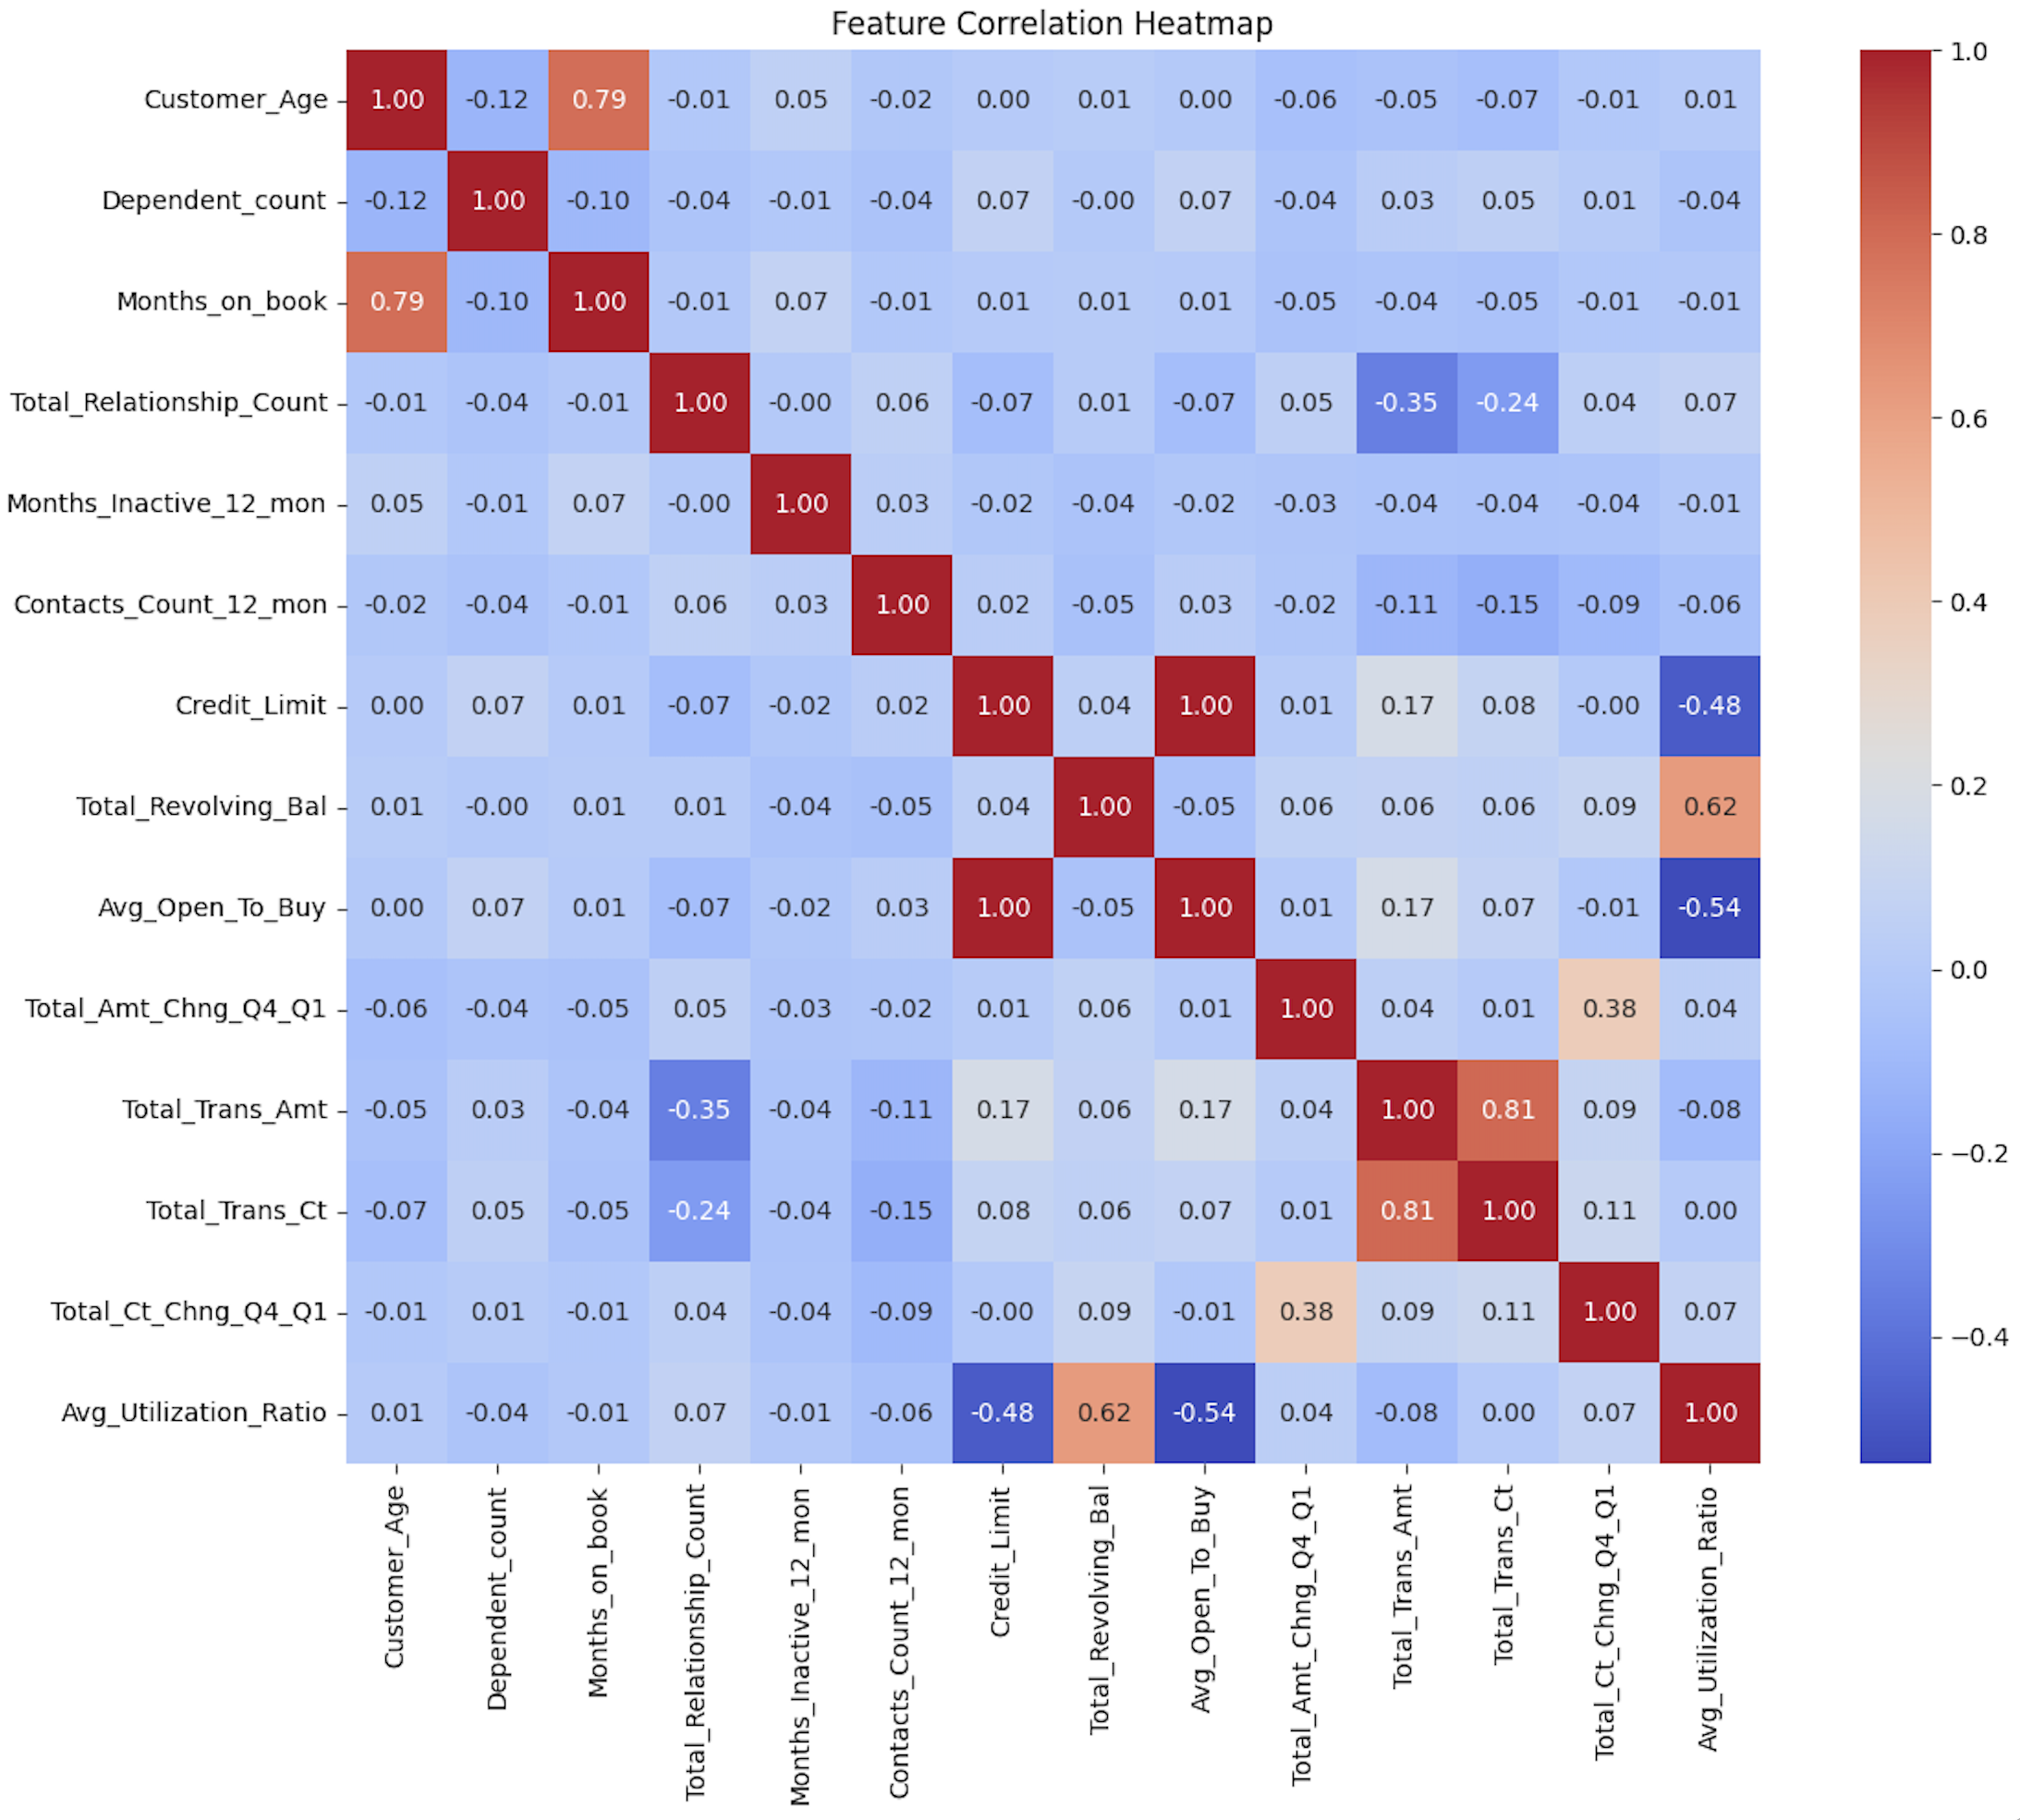 Feature Correlation Heatmap
Customer_Age 1.00 -0.12 0.79 -0.01 0.05 -0.02 0.00 0.01 0.00 -0.06 -0.05 -0.07 -0.01 0.01
Dependent_count -0.12 1.00 -0.10 -0.04 -0.01 -0.04 0.07 -0.00 0.07 -0.04 0.03 0.05 0.01 -0.04
Months_on_book 0.79 -0.10 1.00 -0.01 0.07 -0.01 0.01 0.01 0.01 -0.05 -0.04 -0.05 -0.01 -0.01
Total_Relationship_Count -0.01 -0.04 -0.01 1.00 -0.00 0.06 -0.07 0.01 -0.07 0.05 -0.35 -0.24 0.04 0.07
Months_Inactive_12_mon 0.05 -0.01 0.07 -0.00 1.00 0.03 -0.02 -0.04 -0.02 -0.03 -0.04 -0.04 -0.04 -0.01
Contacts_Count_12_mon -0.02 -0.04 -0.01 0.06 0.03 1.00 0.02 -0.05 0.03 -0.02 -0.11 -0.15 -0.09 -0.06
Credit_Limit 0.00 0.07 0.01 -0.07 -0.02 0.02 1.00 0.04 1.00 0.01 0.17 0.08 -0.00 -0.48
Total_Revolving_Bal 0.01 -0.00 0.01 0.01 -0.04 -0.05 0.04 1.00 -0.05 0.06 0.06 0.06 0.09 0.62
Avg_Open_To_Buy 0.00 0.07 0.01 -0.07 -0.02 0.03 1.00 -0.05 1.00 0.01 0.17 0.07 -0.01 -0.54
Total_Amt_Chng_Q4_Q1 -0.06 -0.04 -0.05 0.05 -0.03 -0.02 0.01 0.06 0.01 1.00 0.04 0.01 0.38 0.04
Total_Trans_Amt -0.05 0.03 -0.04 -0.35 -0.04 -0.11 0.17 0.06 0.17 0.04 1.00 0.81 0.09 -0.08
Total_Trans_Ct -0.07 0.05 -0.05 -0.24 -0.04 -0.15 0.08 0.06 0.07 0.01 0.81 1.00 0.11 0.00
Total_Ct_Chng_Q4_Q1 -0.01 0.01 -0.01 0.04 -0.04 -0.09 -0.00 0.09 -0.01 0.38 0.09 0.11 1.00 0.07
Avg_Utilization_Ratio 0.01 -0.04 -0.01 0.07 -0.01 -0.06 -0.48 0.62 -0.54 0.04 -0.08 0.00 0.07 1.00
Customer_Age
Dependent_count
Months_on_book
Total_Relationship_Count
Months_Inactive_12_mon
Contacts_Count_12_mon
Credit_Limit
Total_Revolving_Bal
Avg_Open_To_Buy
Total_Amt_Chng_Q4_Q1
Total_Trans_Amt
Total_Trans_Ct
Total_Ct_Chng_Q4_Q1
Avg_Utilization_Ratio
1.0
0.8
0.6
0.4
0.2
0.0
−0.2
−0.4